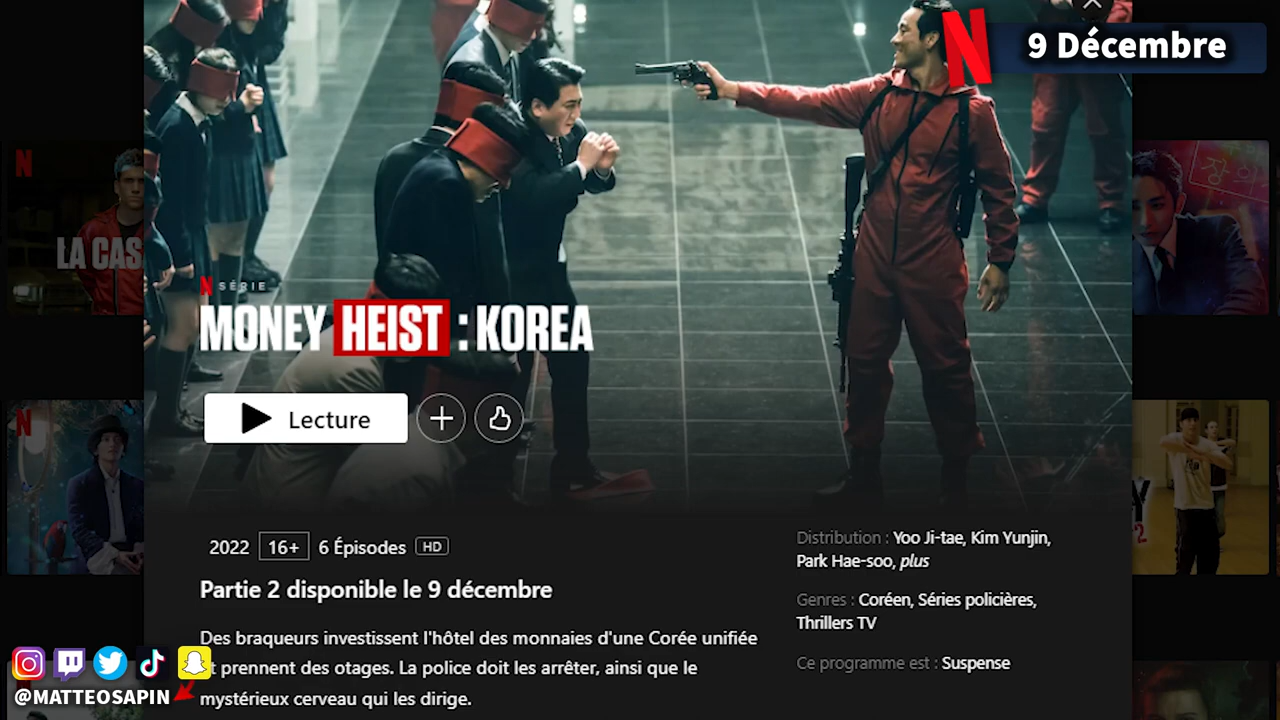 N
9 Décembre
N
LA CAS
장
N SÉRIE
MONEY HEIST : KOREA
N
Lecture
2022 16+ 6 Épisodes HD
Partie 2 disponible le 9 décembre
Des braqueurs investissent l'hôtel des monnaies d'une Corée unifiée
t prennent des otages. La police doit les arrêter, ainsi que le
mystérieux cerveau qui les dirige.
Distribution : Yoo Ji-tae, Kim Yunjin,
Park Hae-soo, plus
Genres : Coréen, Séries policières,
Thrillers TV
Ce programme est : Suspense
Y
2
@MATTEOSAPIN